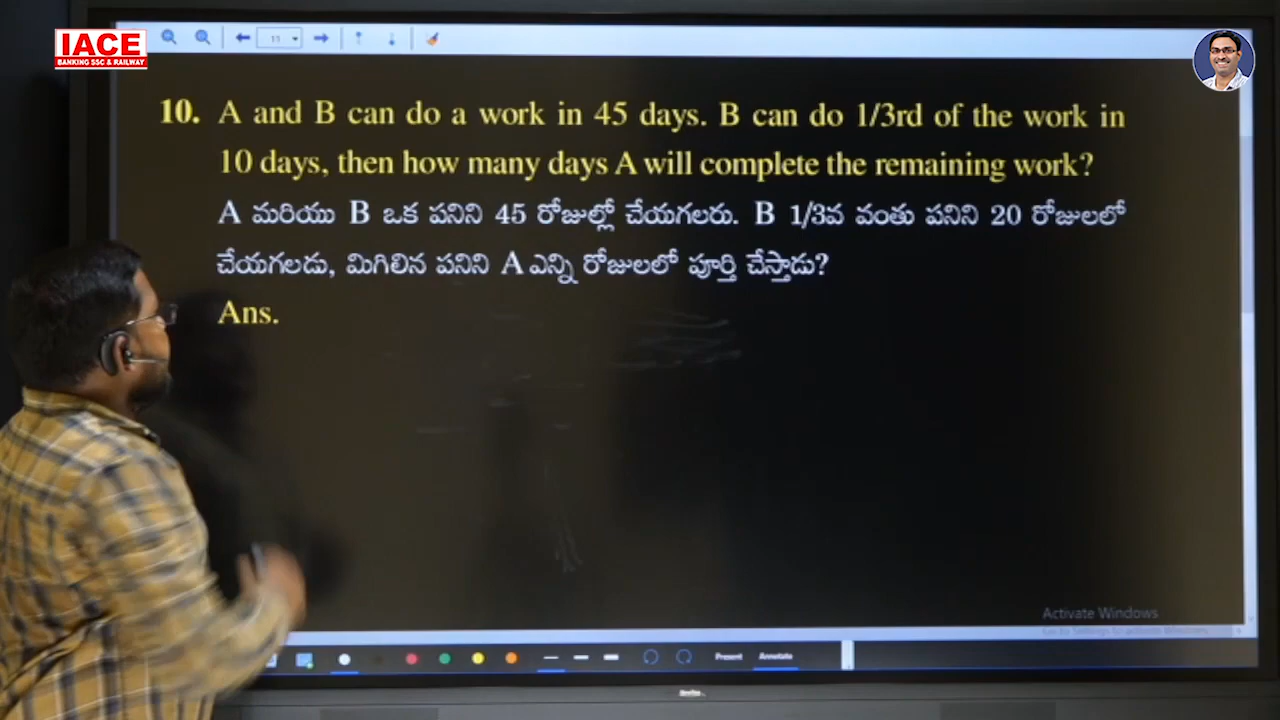 IACE
BANKING SSC & RAILWAY
11
10. A and B can do a work in 45 days. B can do 1/3rd of the work in
10 days, then how many days A will complete the remaining work?
A మరియు B ఒక పనిని 45 రోజుల్లో చేయగలరు. B 1/3వ వంతు పనిని 20 రోజులలో
చేయగలడు, మిగిలిన పనిని A ఎన్ని రోజులలో పూర్తి చేస్తాడు?
Ans.
Activate Windows
Present Annotate